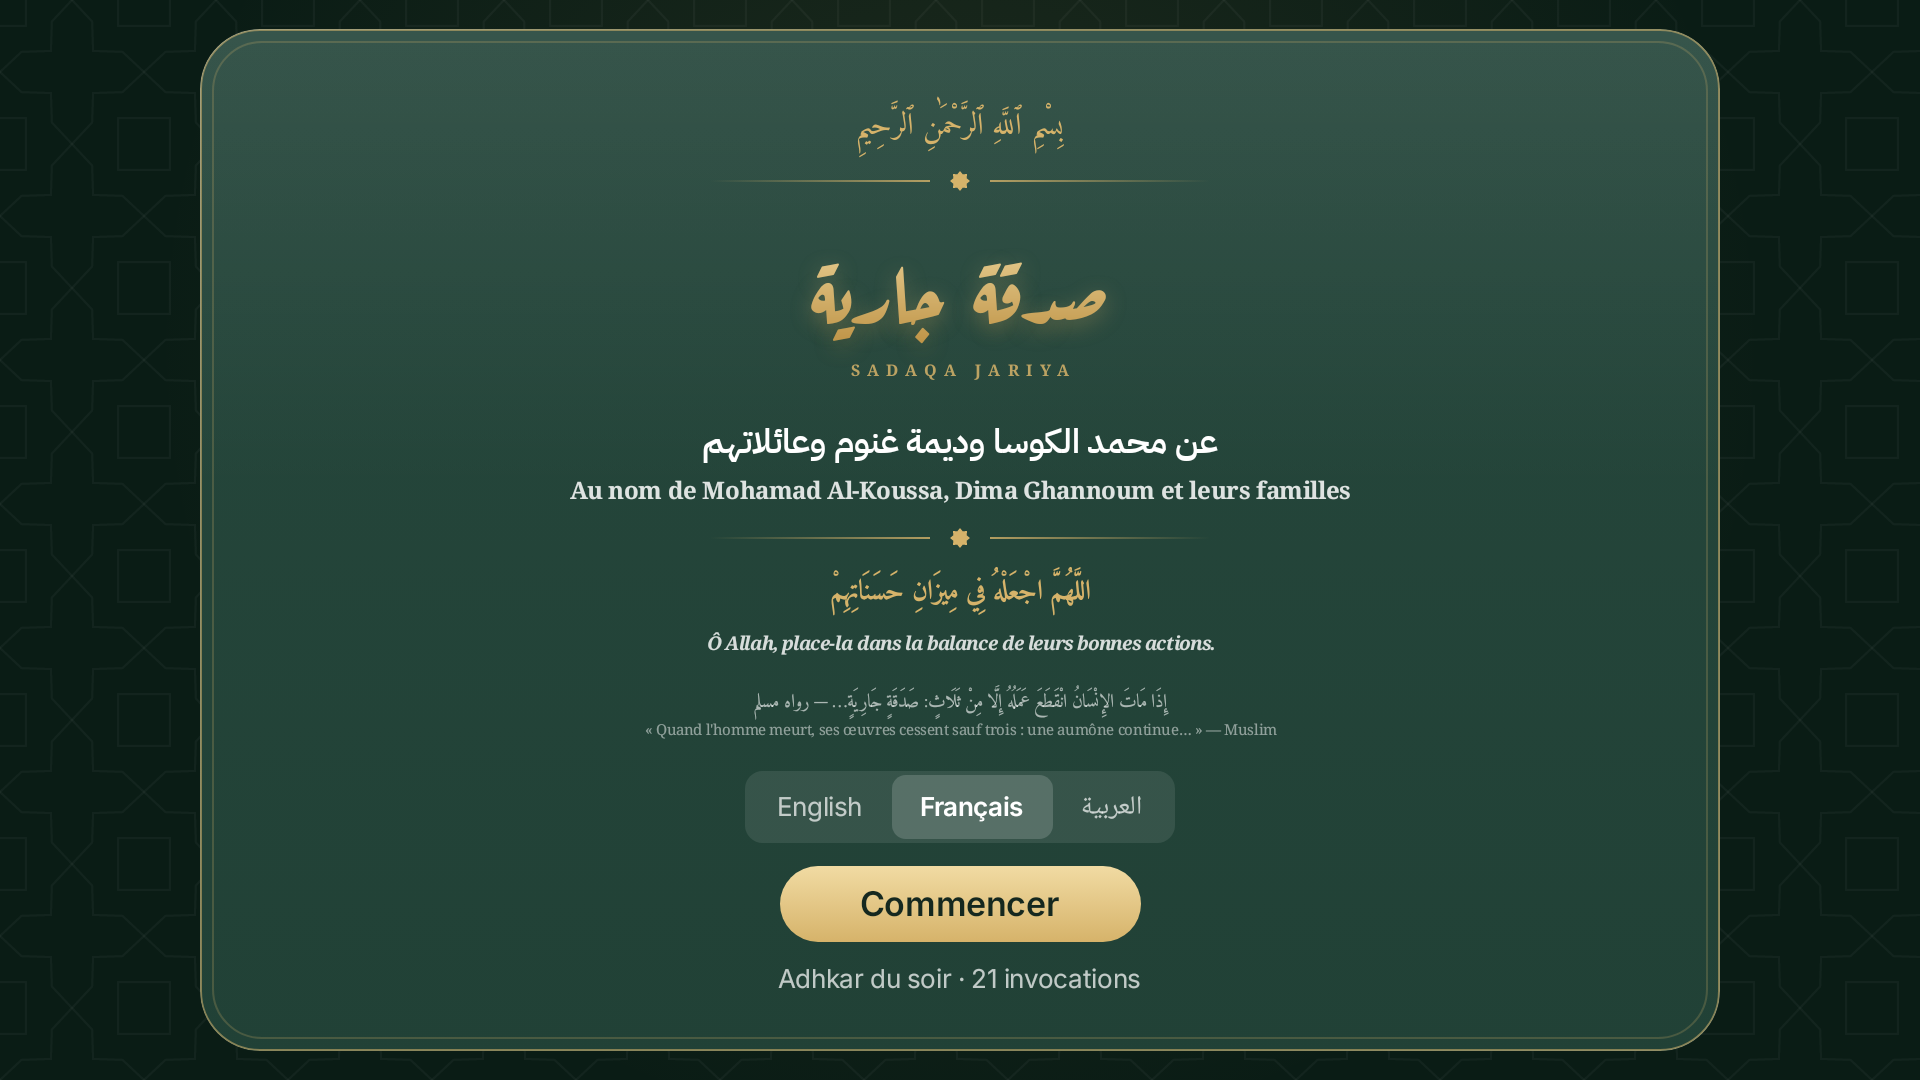 بِسْمِ ٱللَّهِ ٱلرَّحْمَٰنِ ٱلرَّحِيمِ
صدقة جارية
SADAQA JARIYA
عن محمد الكوسا وديمة غنوم وعائلاتهم
Au nom de Mohamad Al-Koussa, Dima Ghannoum et leurs familles
اللَّهُمَّ اجْعَلْهُ فِي مِيزَانِ حَسَنَاتِهِمْ
Ô Allah, place-la dans la balance de leurs bonnes actions.
إِذَا مَاتَ الإِنْسَانُ انْقَطَعَ عَمَلُهُ إِلَّا مِنْ ثَلَاثٍ: صَدَقَةٍ جَارِيَةٍ… — رواه مسلم
« Quand l'homme meurt, ses œuvres cessent sauf trois : une aumône continue… » — Muslim
English Français العربية
Commencer
Adhkar du soir · 21 invocations